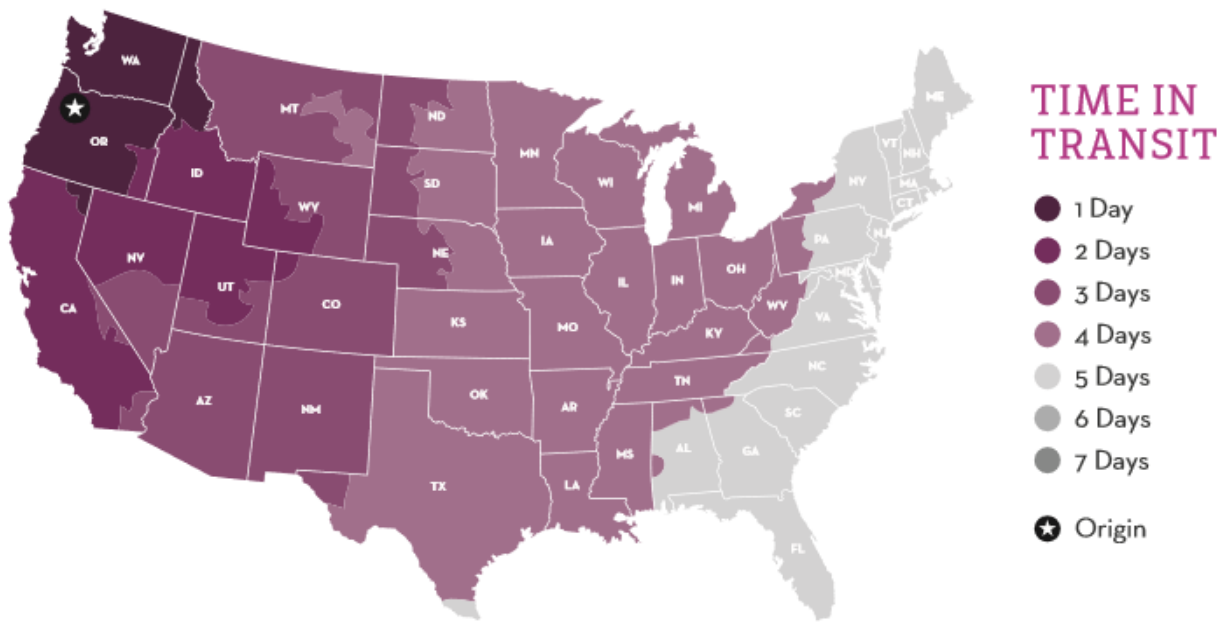 WA
MT
ND
ME
OR
MN
VT
NH
ID
SD
WI
NY
MA
WY
MI
CT
IA
PA
NJ
NV
NE
OH
UT
IL
IN
MD
CO
WV
CA
KS
MO
KY
VA
AZ
NM
OK
AR
TN
NC
SC
TX
LA
MS
AL
GA
FL
TIME IN
TRANSIT
1 Day
2 Days
3 Days
4 Days
5 Days
6 Days
7 Days
Origin